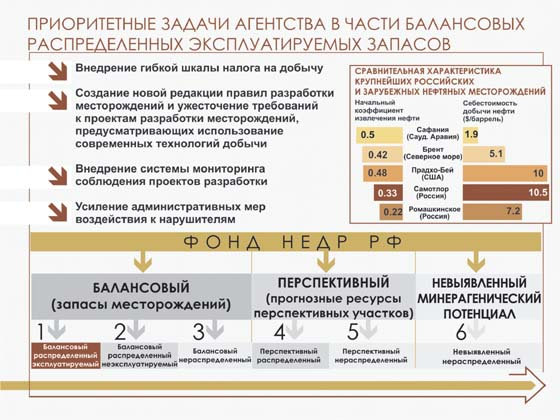 ПРИОРИТЕТНЫЕ ЗАДАЧИ АГЕНТСТВА В ЧАСТИ БАЛАНСОВЫХ
РАСПРЕДЕЛЕННЫХ ЭКСПЛУАТИРУЕМЫХ ЗАПАСОВ
Внедрение гибкой шкалы налога на добычу
Создание новой редакции правил разработки
месторождений и ужесточение требований
к проектам разработки месторождений,
предусматривающих использование
современных технологий добычи
Внедрение системы мониторинга
соблюдения проектов разработки
Усиление административных мер
воздействия к нарушителям
СРАВНИТЕЛЬНАЯ ХАРАКТЕРИСТИКА
КРУПНЕЙШИХ РОССИЙСКИХ
И ЗАРУБЕЖНЫХ НЕФТЯНЫХ МЕСТОРОЖДЕНИЙ
Начальный коэффициент извлечения нефти
Себестоимость добычи нефти ($/баррель)
0.5 Сафания (Сауд. Аравия) 1.9
0.42 Брент (Северное море) 5.1
0.48 Прадхо-Бей (США) 10
0.33 Самотлор (Россия) 10.5
0.22 Ромашкинское (Россия) 7.2
ФОНД НЕДР РФ
БАЛАНСОВЫЙ
(запасы месторождений)
ПЕРСПЕКТИВНЫЙ
(прогнозные ресурсы
перспективных участков)
НЕВЫЯВЛЕННЫЙ
МИНЕРАГЕНИЧЕСКИЙ
ПОТЕНЦИАЛ
1 2 3 4 5 6
Балансовый
распределенный
эксплуатируемый
Балансовый
распределенный
неэксплуатируемый
Балансовый
нераспределенный
Перспективный
распределенный
Перспективный
нераспределенный
Невыявленный
нераспределенный